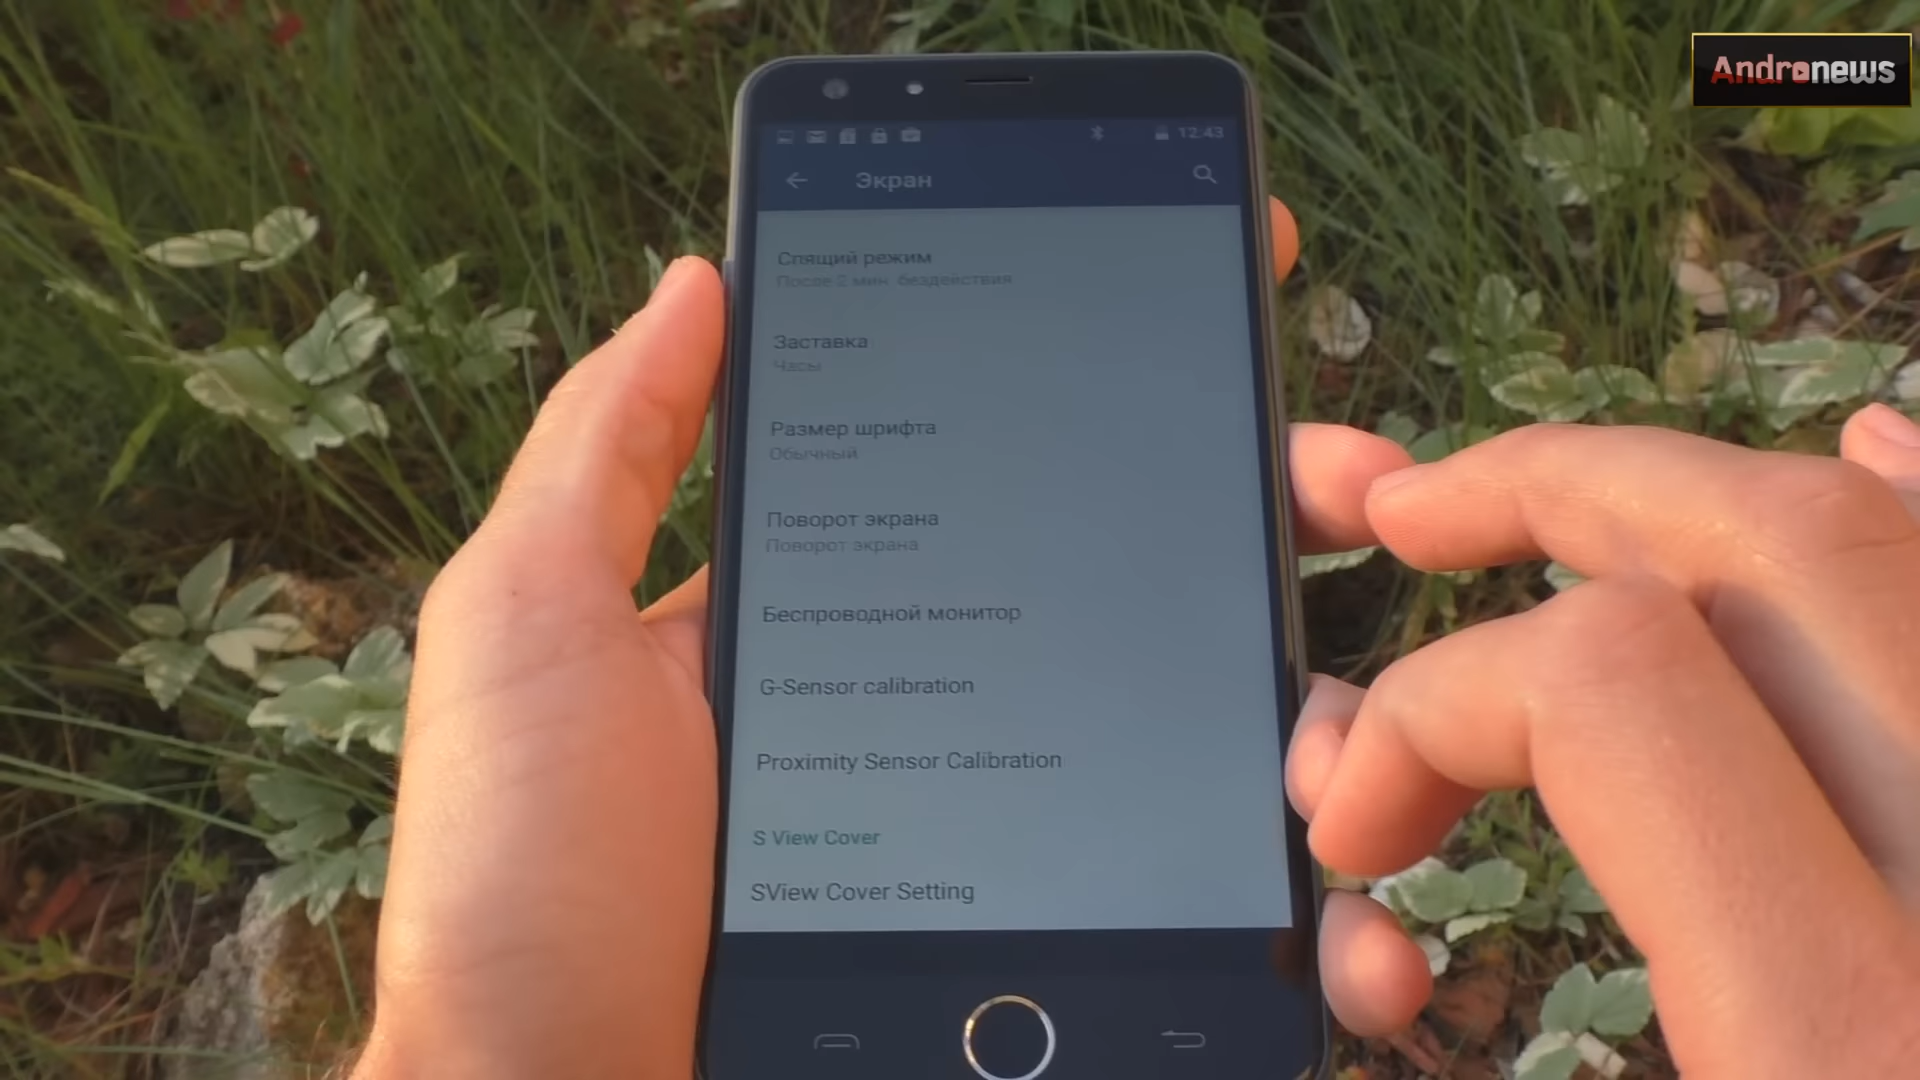 Andronews
12:43
Экран
Спящий режим
После 2 мин. бездействия
Заставка
Часы
Размер шрифта
Обычный
Поворот экрана
Поворот экрана
Беспроводной монитор
G-Sensor calibration
Proximity Sensor Calibration
S View Cover
SView Cover Setting